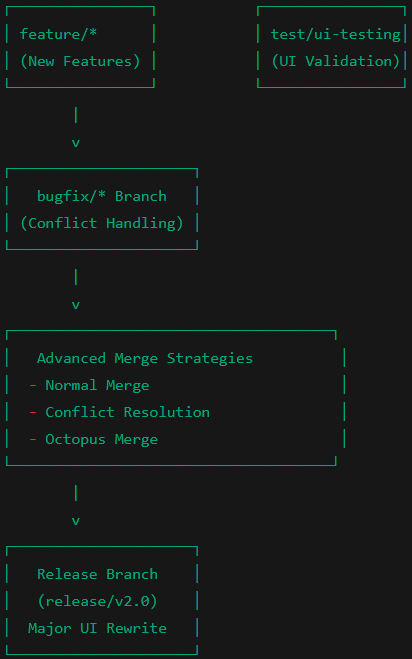 feature/*
(New Features)
test/ui-testing
(UI Validation)
v
bugfix/* Branch
(Conflict Handling)
v
Advanced Merge Strategies
- Normal Merge
- Conflict Resolution
- Octopus Merge
v
Release Branch
(release/v2.0)
Major UI Rewrite